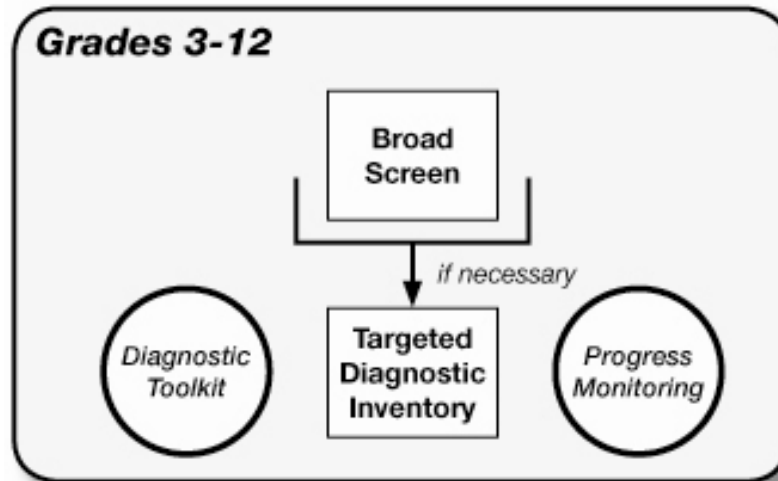 Grades 3-12
Broad
Screen
if necessary
Diagnostic
Toolkit
Targeted
Diagnostic
Inventory
Progress
Monitoring